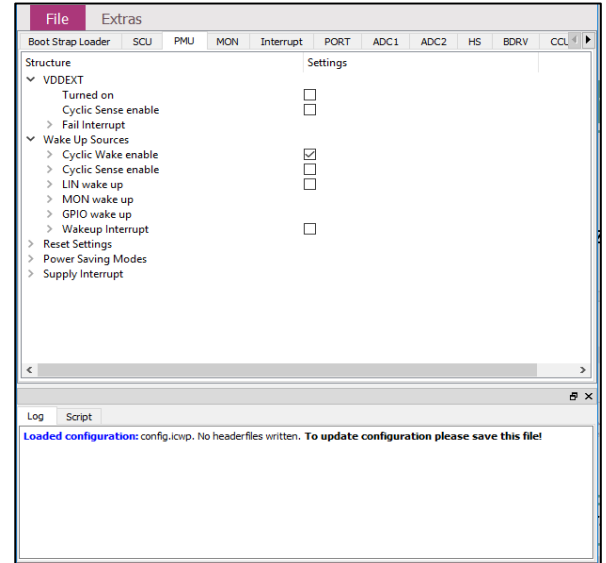 File Extras
Boot Strap Loader SCU PMU MON Interrupt PORT ADC1 ADC2 HS BDRV
Structure Settings
VDDEXT
Turned on
Cyclic Sense enable
Fail Interrupt
Wake Up Sources
Cyclic Wake enable
Cyclic Sense enable
LIN wake up
MON wake up
GPIO wake up
Wakeup Interrupt
Reset Settings
Power Saving Modes
Supply Interrupt
Log Script
Loaded configuration: config.icwp. No headerfiles written. To update configuration please save this file!